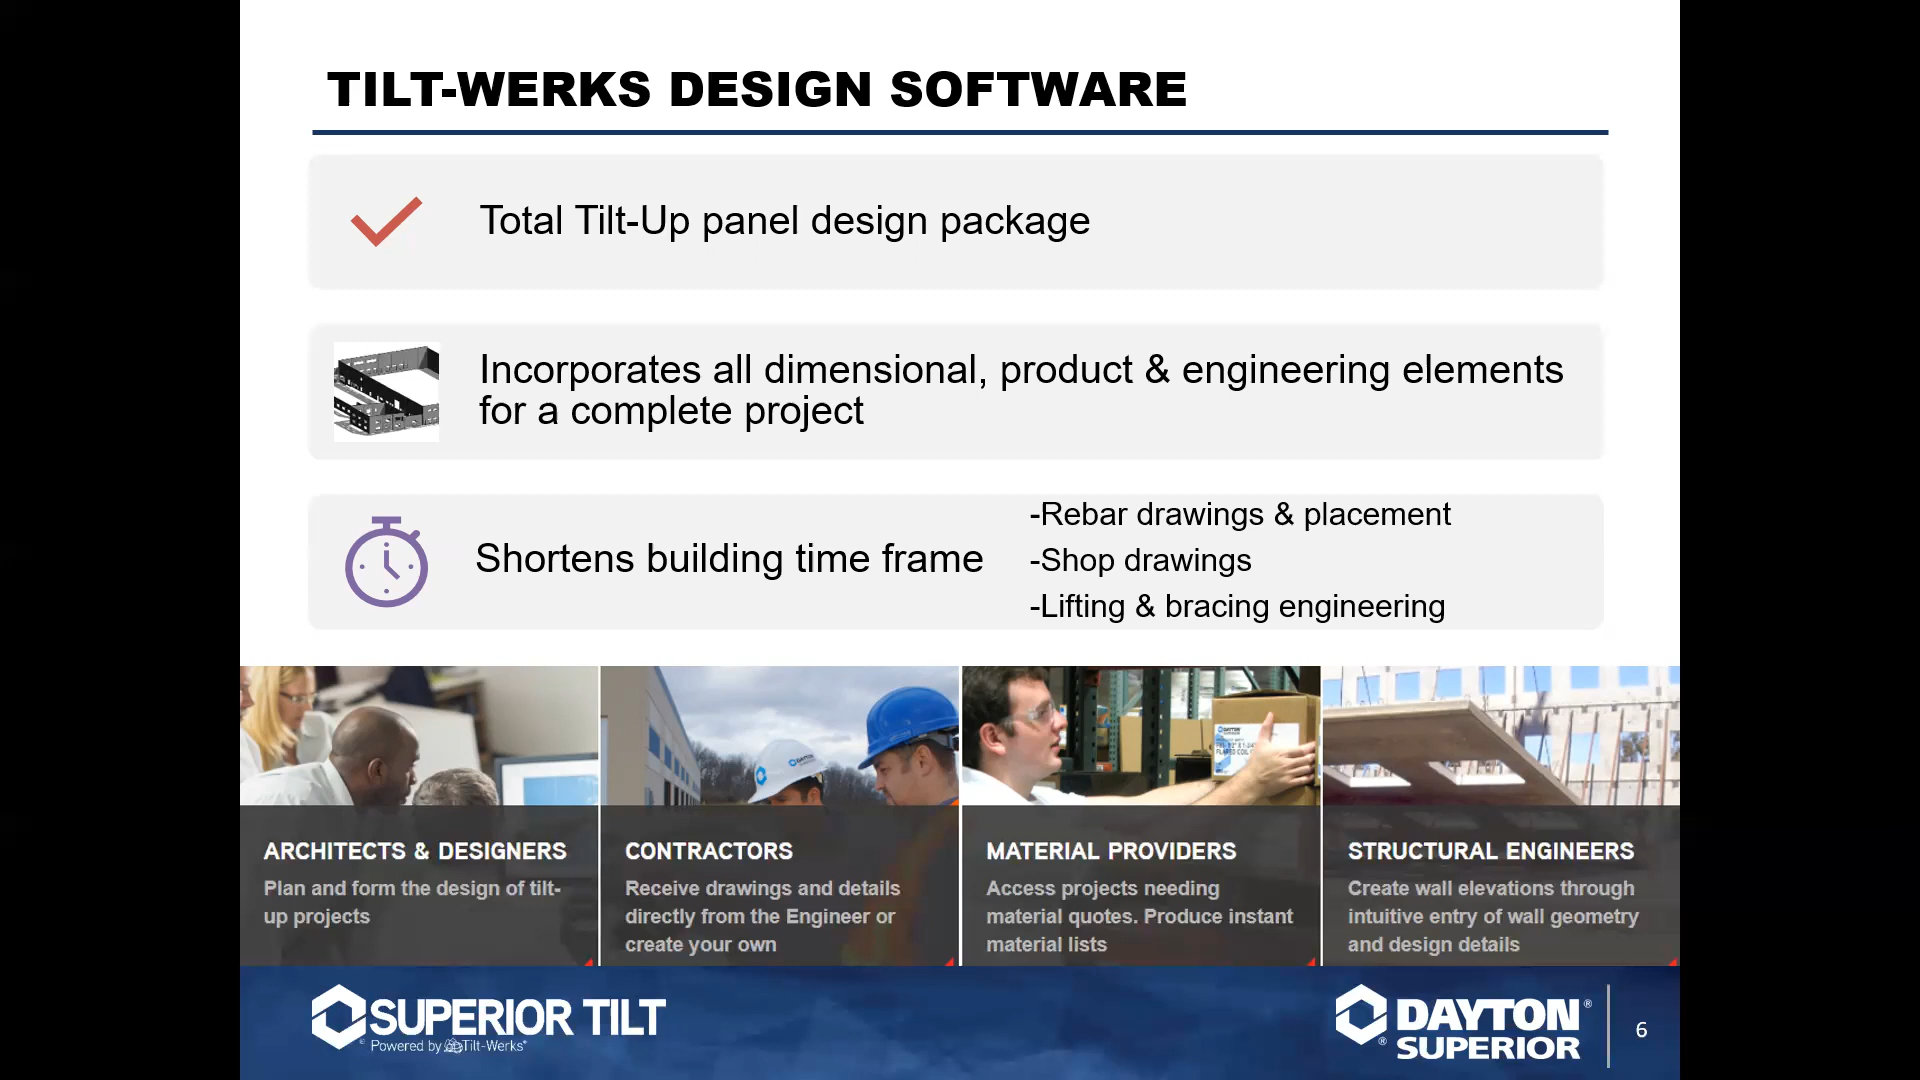 TILT-WERKS DESIGN SOFTWARE
Total Tilt-Up panel design package
Incorporates all dimensional, product & engineering elements
for a complete project
Shortens building time frame
-Rebar drawings & placement
-Shop drawings
-Lifting & bracing engineering
DAYTON
DAYTON
SUPERIOR
ARCHITECTS & DESIGNERS
Plan and form the design of tilt-
up projects
CONTRACTORS
Receive drawings and details
directly from the Engineer or
create your own
MATERIAL PROVIDERS
Access projects needing
material quotes. Produce instant
material lists
STRUCTURAL ENGINEERS
Create wall elevations through
intuitive entry of wall geometry
and design details
SUPERIOR TILT
Powered by Tilt-Werks®
DAYTON®
® SUPERIOR
6